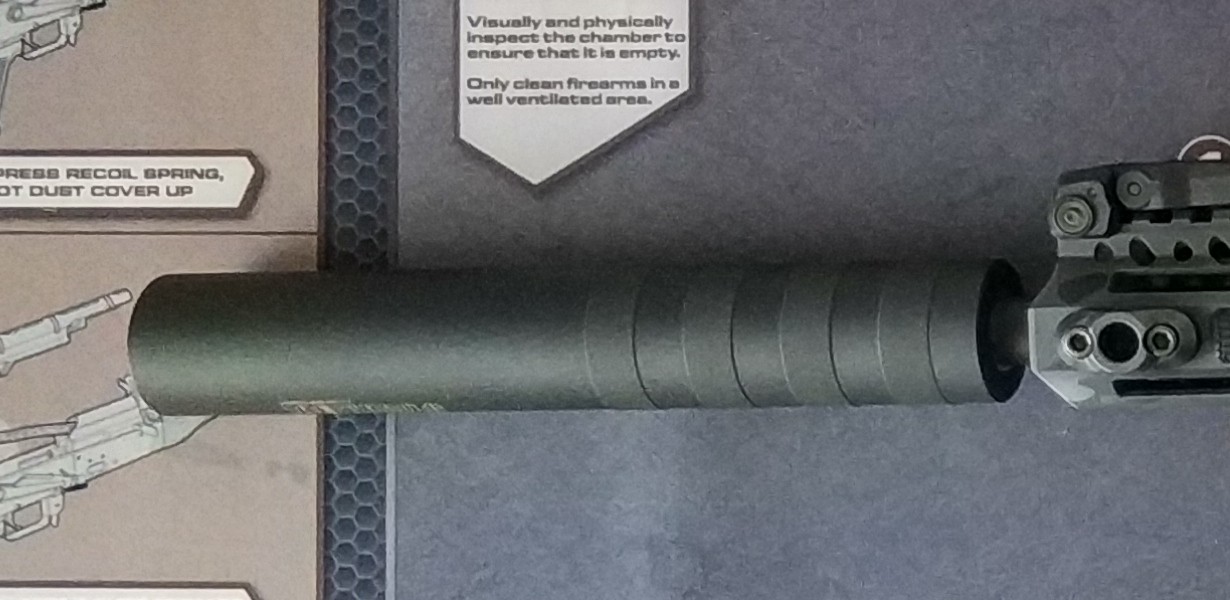 Visually and physically
inspect the chamber to
ensure that it is empty.
Only clean firearms in a
well ventilated area.
PRESS RECOIL SPRING,
OT DUST COVER UP